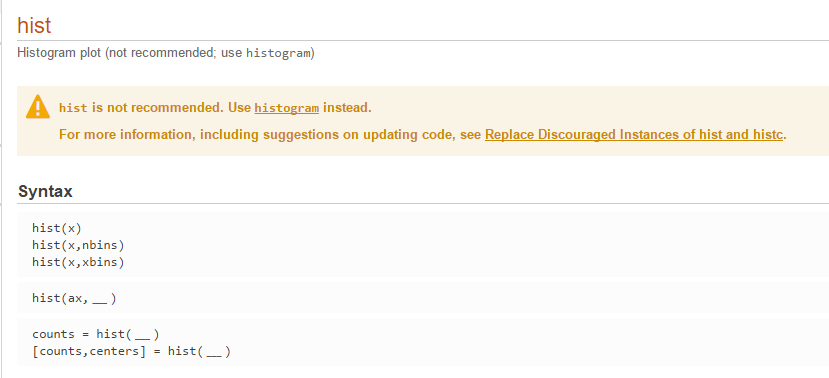 hist
Histogram plot (not recommended; use histogram)
hist is not recommended. Use histogram instead.
For more information, including suggestions on updating code, see Replace Discouraged Instances of hist and histc.
Syntax
hist(x)
hist(x,nbins)
hist(x,xbins)
hist(ax,__)
counts = hist(__)
[counts,centers] = hist(__)